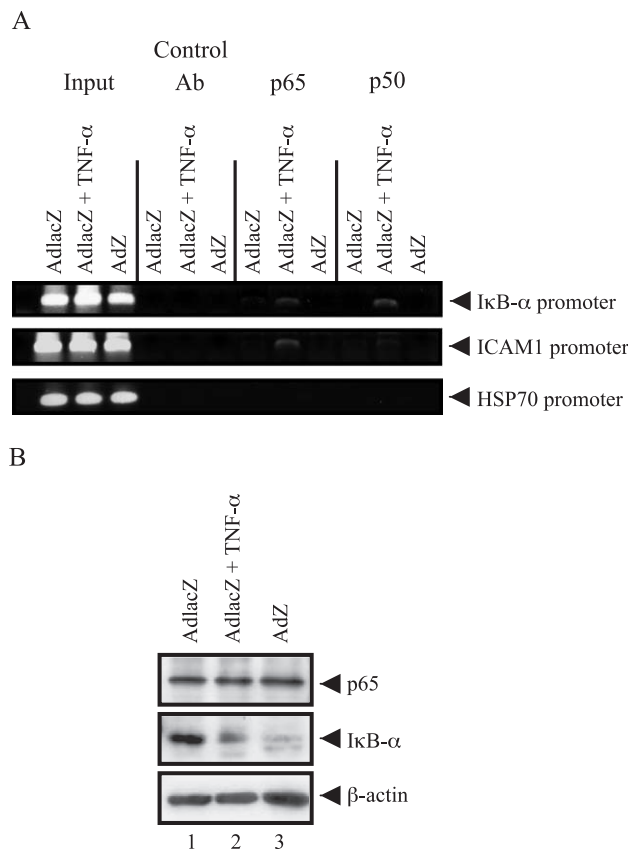 A
Control
Input Ab p65 p50
AdlacZ
AdlacZ + TNF-α
AdZ
AdlacZ
AdlacZ + TNF-α
AdZ
AdlacZ
AdlacZ + TNF-α
AdZ
AdlacZ
AdlacZ + TNF-α
AdZ
IκB-α promoter
ICAM1 promoter
HSP70 promoter
B
AdlacZ
AdlacZ + TNF-α
AdZ
p65
IκB-α
β-actin
1 2 3